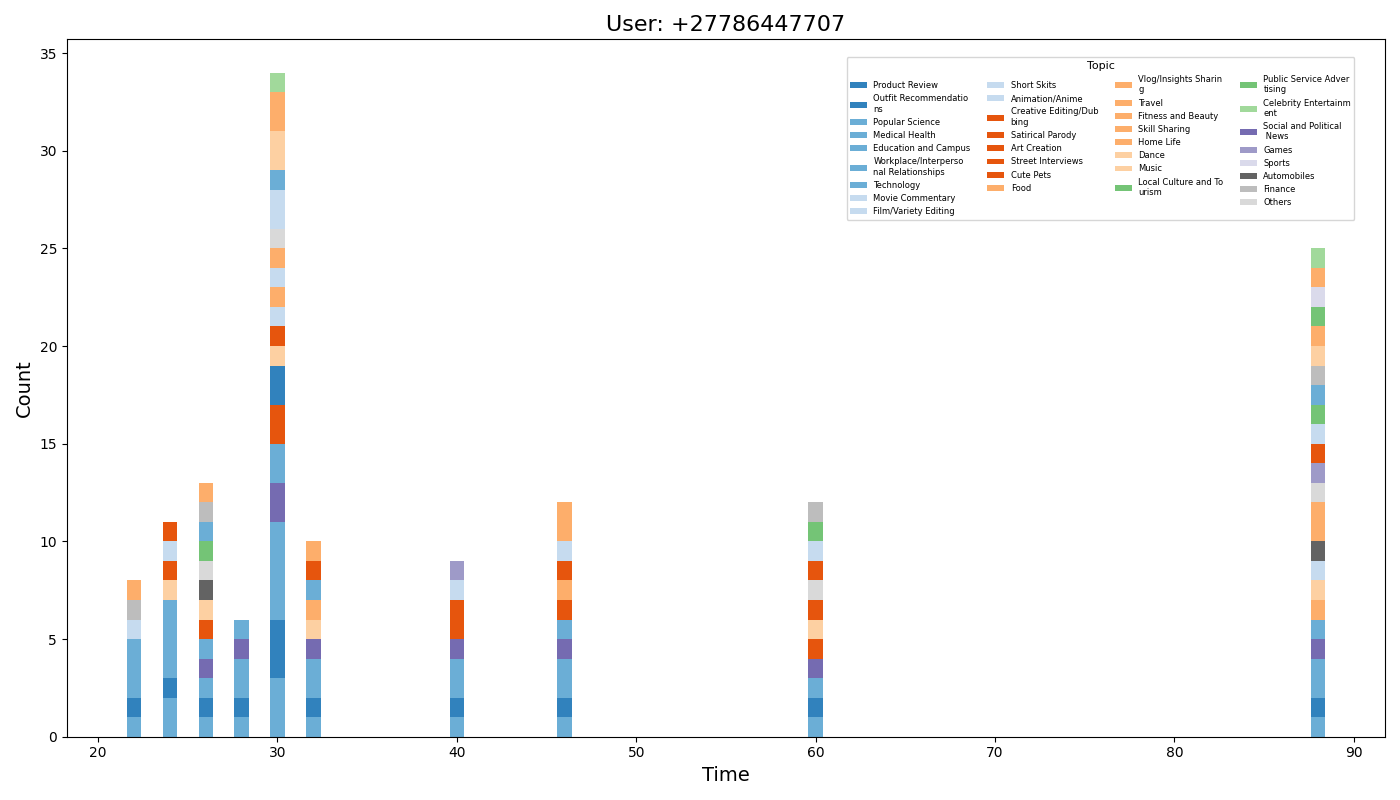 User: +27786447707
Topic
Product Review
Outfit Recommendatio
ns
Popular Science
Medical Health
Education and Campus
Workplace/Interperso
nal Relationships
Technology
Movie Commentary
Film/Variety Editing
Short Skits
Animation/Anime
Creative Editing/Dub
bing
Satirical Parody
Art Creation
Street Interviews
Cute Pets
Food
Vlog/Insights Sharin
g
Travel
Fitness and Beauty
Skill Sharing
Home Life
Dance
Music
Local Culture and To
urism
Public Service Adver
tising
Celebrity Entertainm
ent
Social and Political
News
Games
Sports
Automobiles
Finance
Others
Count
35
30
25
20
15
10
5
0
20 30 40 50 60 70 80 90
Time